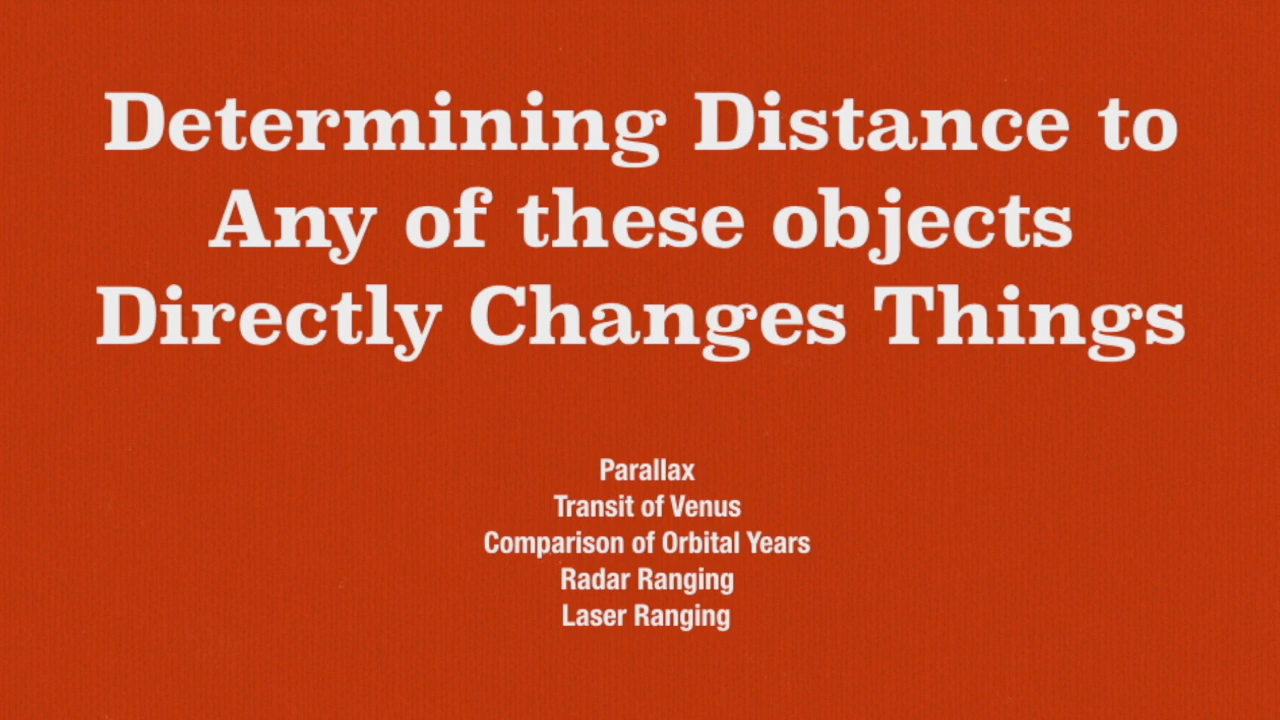 Determining Distance to
Any of these objects
Directly Changes Things
Parallax
Transit of Venus
Comparison of Orbital Years
Radar Ranging
Laser Ranging